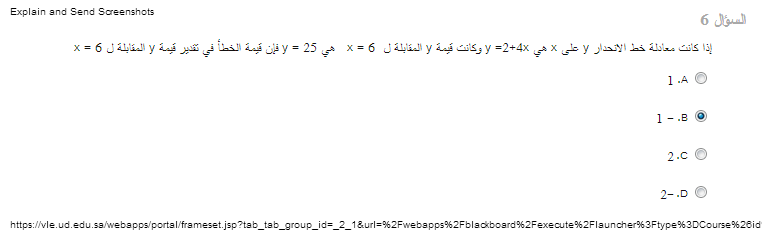 Explain and Send Screenshots
السؤال 6
إذا كانت معادلة خط الانحدار y على x هي y =2+4x وكانت قيمة y المقابلة ل x = 6 هي y = 25 فإن قيمة الخطأ في تقدير قيمة y المقابلة ل x = 6
1 .A
1 - .B
2 .C
2- .D
https://vle.ud.edu.sa/webapps/portal/frameset.jsp?tab_tab_group_id=_2_1&url=%2Fwebapps%2Fblackboard%2Fexecute%2Flauncher%3Ftype%3DCourse%26id